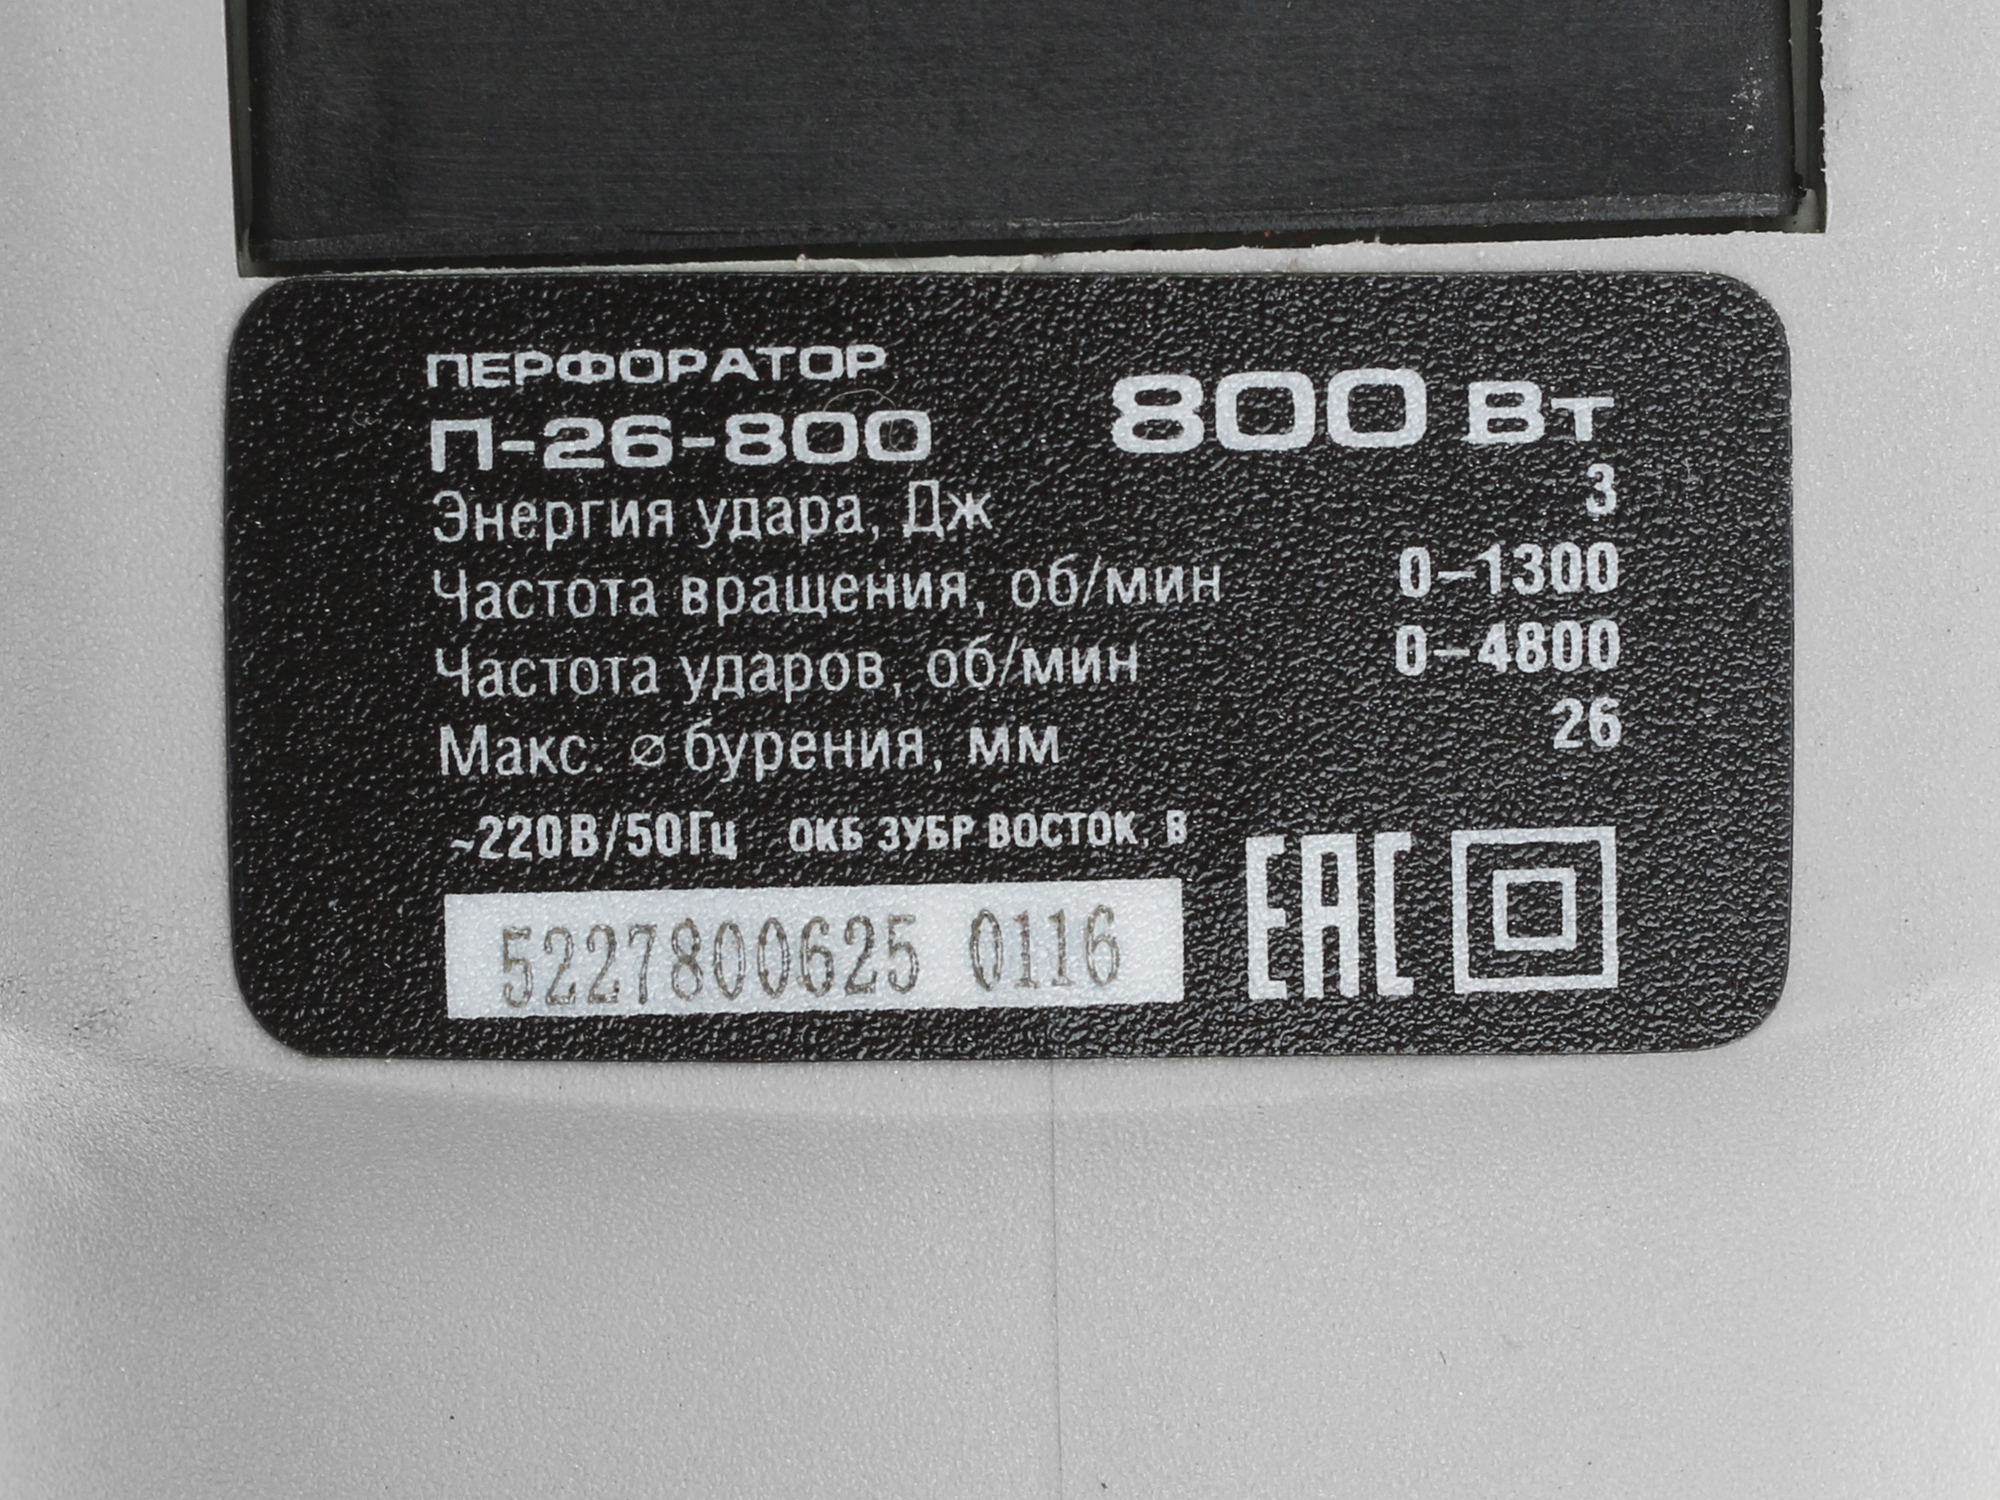 ПЕРФОРАТОР
П-26-800 800 Вт
Энергия удара, Дж 3
Частота вращения, об/мин 0–1300
Частота ударов, об/мин 0–4800
Макс. ⌀ бурения, мм 26
~220В/50Гц ОКБ ЗУБР ВОСТОК, В
5227800625 0116 EAC